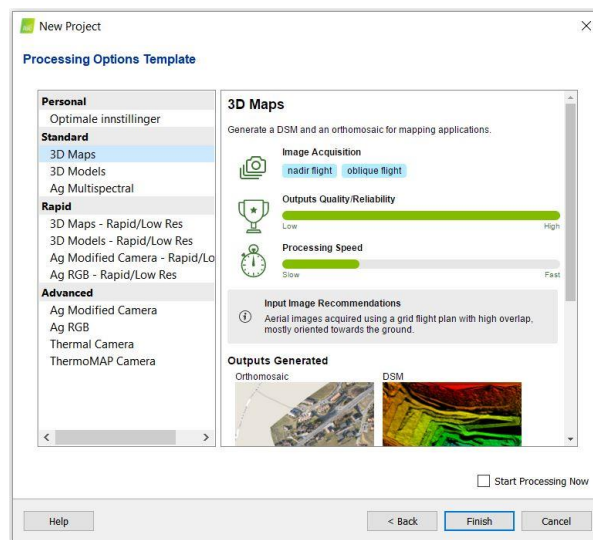 New Project
Processing Options Template
Personal
Optimale innstillinger
Standard
3D Maps
3D Models
Ag Multispectral
Rapid
3D Maps - Rapid/Low Res
3D Models - Rapid/Low Res
Ag Modified Camera - Rapid/Lo
Ag RGB - Rapid/Low Res
Advanced
Ag Modified Camera
Ag RGB
Thermal Camera
ThermoMAP Camera
3D Maps
Generate a DSM and an orthomosaic for mapping applications.
Image Acquisition
nadir flight oblique flight
Outputs Quality/Reliability
Low High
Processing Speed
Slow Fast
Input Image Recommendations
Aerial images acquired using a grid flight plan with high overlap,
mostly oriented towards the ground.
Outputs Generated
Orthomosaic DSM
Start Processing Now
Help < Back Finish Cancel